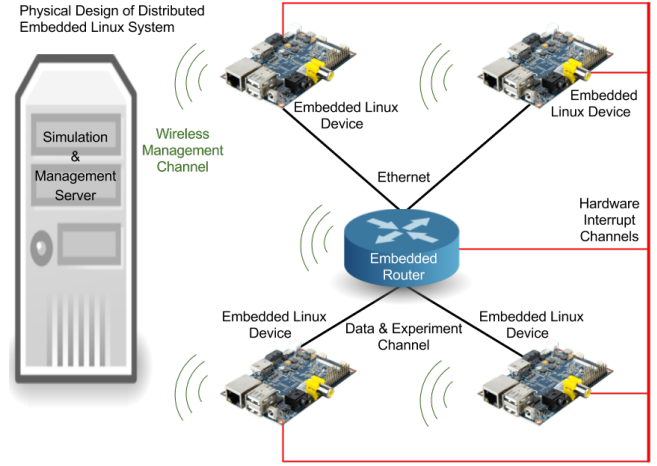 Physical Design of Distributed
Embedded Linux System
Simulation
&
Management
Server
Wireless
Management
Channel
Embedded Linux
Device
Embedded
Linux Device
Ethernet
Hardware
Interrupt
Channels
Embedded
Router
Embedded Linux
Device
Data & Experiment
Channel
Embedded Linux
Device